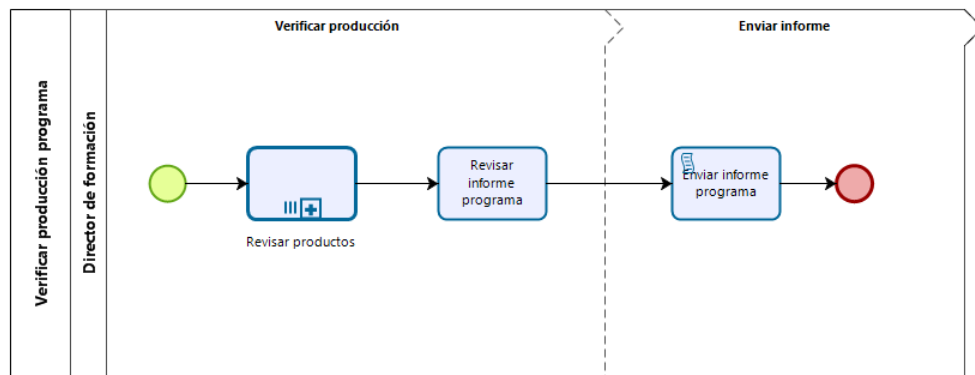 Verificar producción programa
Director de formación
Verificar producción
Enviar informe
Revisar productos
Revisar
informe
programa
Enviar informe
programa